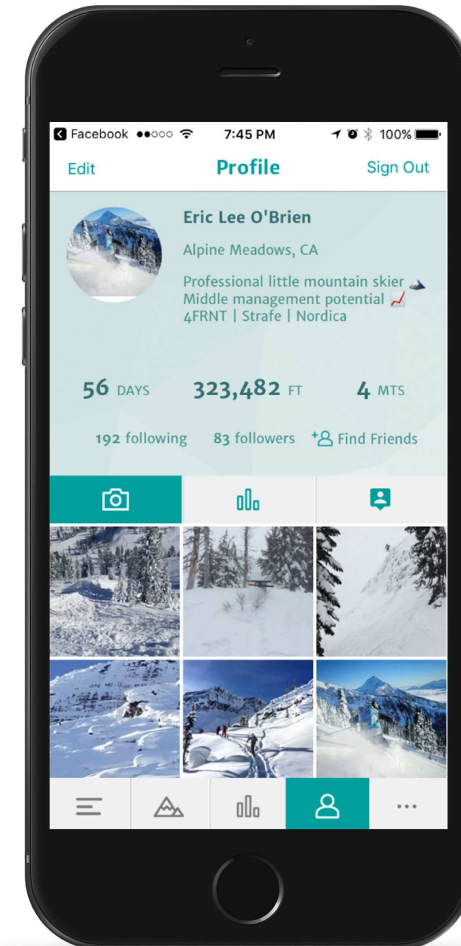 Facebook 7:45 PM 100%
Edit Profile Sign Out
Eric Lee O'Brien
Alpine Meadows, CA
Professional little mountain skier
Middle management potential
4FRNT | Strafe | Nordica
56 DAYS 323,482 FT 4 MTS
192 following 83 followers Find Friends